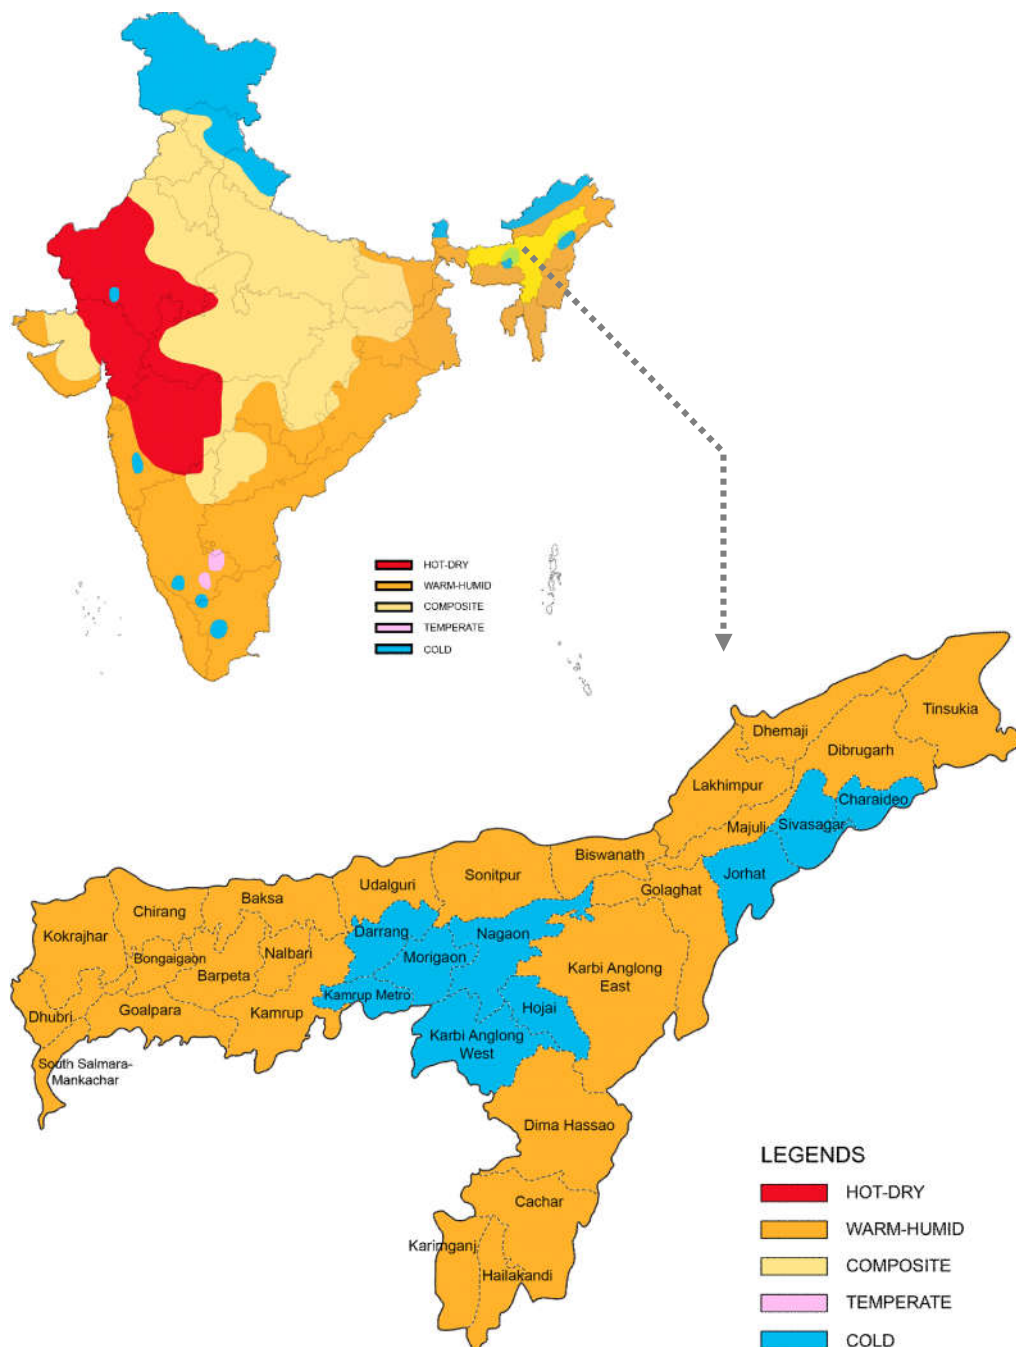 HOT-DRY
WARM-HUMID
COMPOSITE
TEMPERATE
COLD
Tinsukia
Dhemaji
Dibrugarh
Lakhimpur
Charaideo
Majuli
Sivasagar
Biswanath
Jorhat
Sonitpur
Golaghat
Udalguri
Baksa
Chirang
Kokrajhar
Darrang
Nagaon
Bongaigaon
Nalbari
Morigaon
Barpeta
Karbi Anglong
East
Kamrup Metro
Hojai
Goalpara
Kamrup
Dhubri
Karbi Anglong
West
South Salmara-
Mankachar
Dima Hassao
Cachar
Karimganj
Hailakandi
LEGENDS
HOT-DRY
WARM-HUMID
COMPOSITE
TEMPERATE
COLD